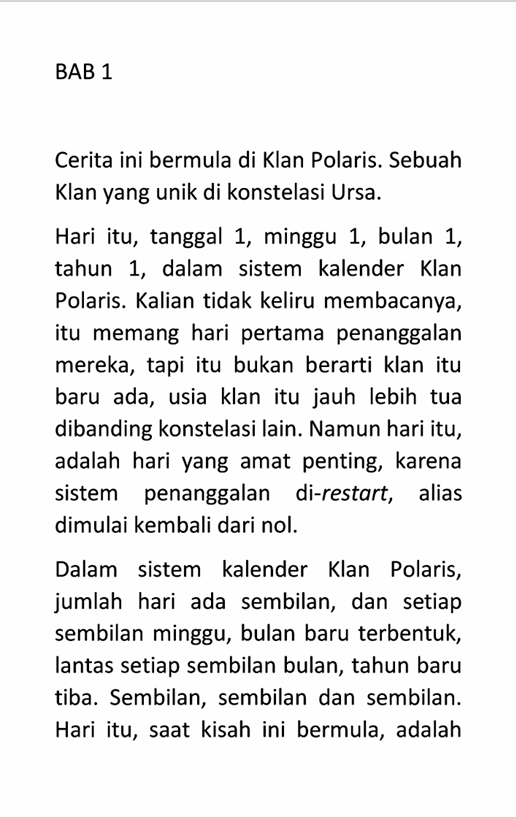 BAB 1
Cerita ini bermula di Klan Polaris. Sebuah
Klan yang unik di konstelasi Ursa.
Hari itu, tanggal 1, minggu 1, bulan 1,
tahun 1, dalam sistem kalender Klan
Polaris. Kalian tidak keliru membacanya,
itu memang hari pertama penanggalan
mereka, tapi itu bukan berarti klan itu
baru ada, usia klan itu jauh lebih tua
dibanding konstelasi lain. Namun hari itu,
adalah hari yang amat penting, karena
sistem penanggalan di-restart, alias
dimulai kembali dari nol.
Dalam sistem kalender Klan Polaris,
jumlah hari ada sembilan, dan setiap
sembilan minggu, bulan baru terbentuk,
lantas setiap sembilan bulan, tahun baru
tiba. Sembilan, sembilan dan sembilan.
Hari itu, saat kisah ini bermula, adalah